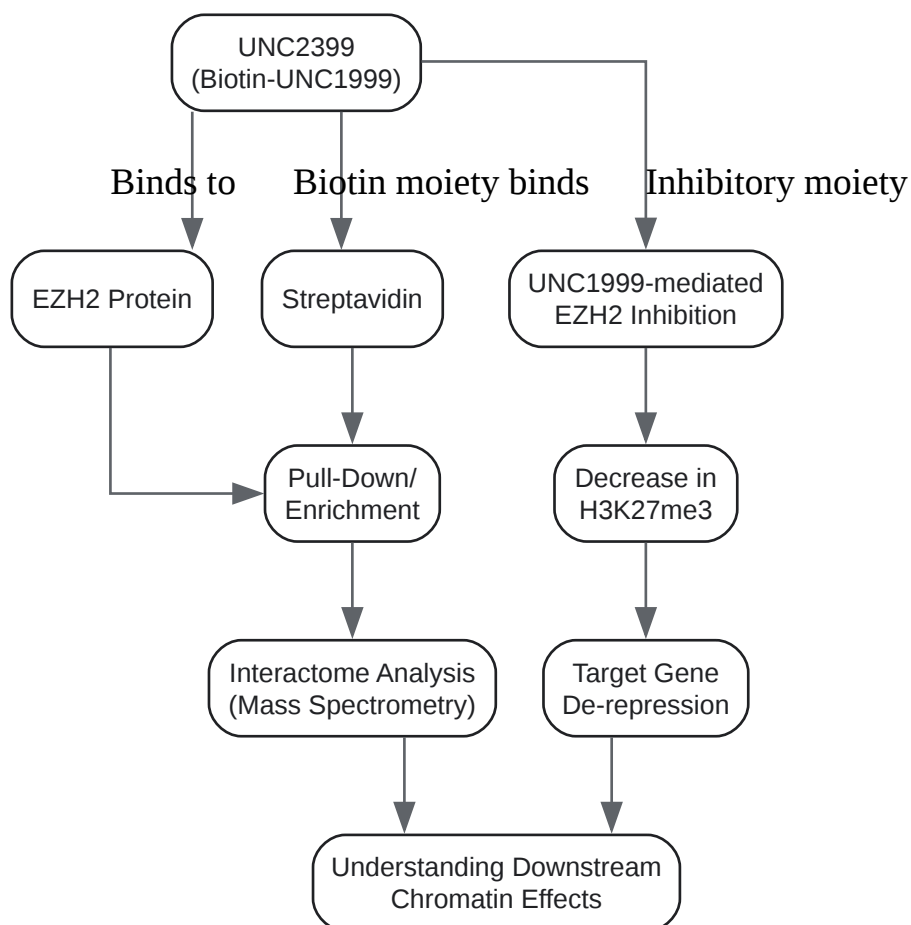 UNC2399
(Biotin-UNC1999)
Binds to
Biotin moiety binds
Inhibitory moiety
EZH2 Protein
Streptavidin
UNC1999-mediated
EZH2 Inhibition
Pull-Down/
Enrichment
Decrease in
H3K27me3
Interactome Analysis
(Mass Spectrometry)
Target Gene
De-repression
Understanding Downstream
Chromatin Effects